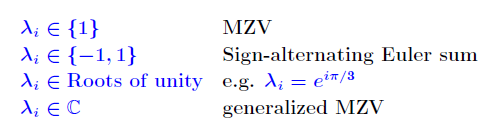 λᵢ ∈ {1} MZV
λᵢ ∈ {−1, 1} Sign-alternating Euler sum
λᵢ ∈ Roots of unity e.g. λᵢ = e^{iπ/3}
λᵢ ∈ ℂ generalized MZV